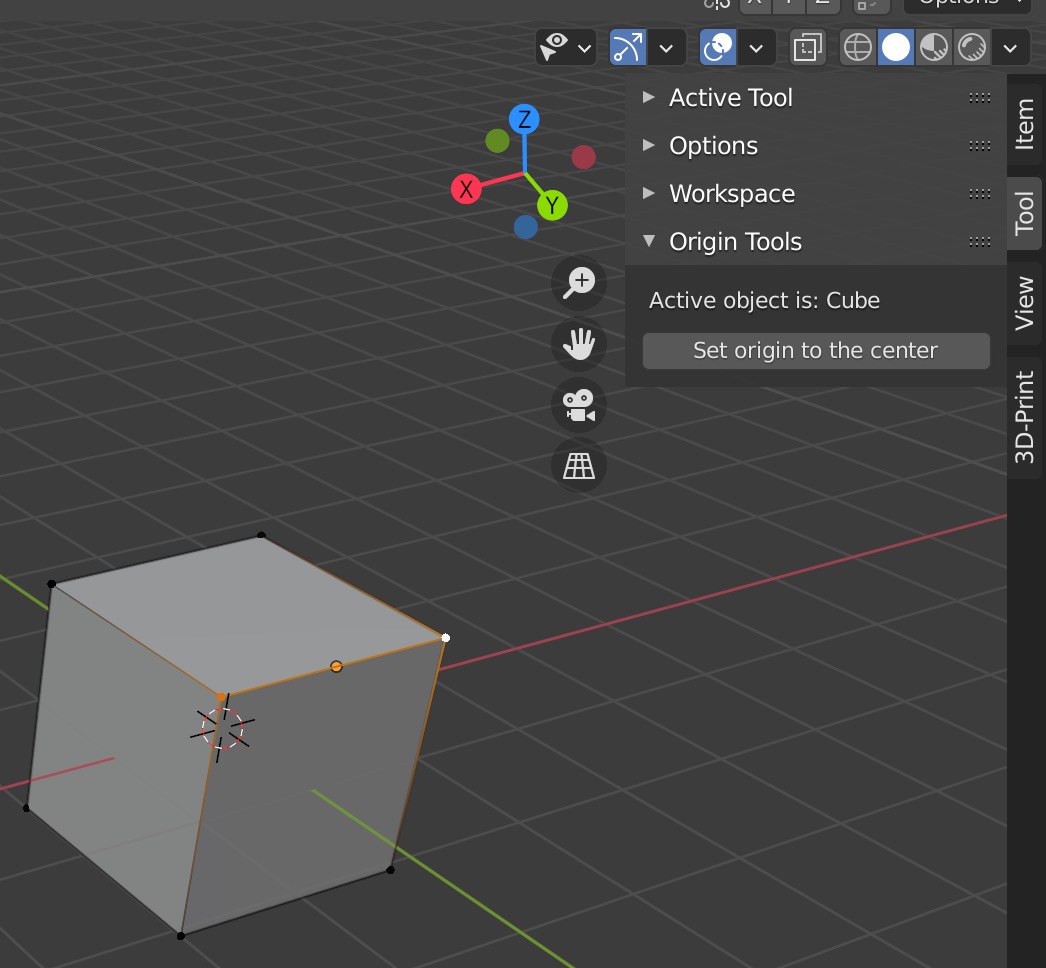 X Y Z Options
Z
X
Y
Active Tool
Options
Workspace
Origin Tools
Active object is: Cube
Set origin to the center
Item
Tool
View
3D-Print